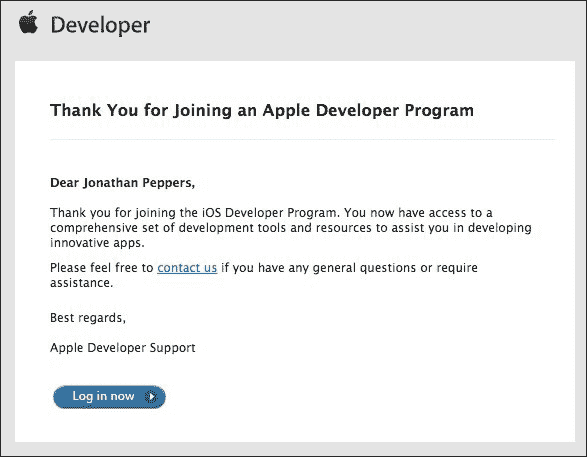 Developer
Thank You for Joining an Apple Developer Program
Dear Jonathan Peppers,
Thank you for joining the iOS Developer Program. You now have access to a
comprehensive set of development tools and resources to assist you in developing
innovative apps.
Please feel free to contact us if you have any general questions or require
assistance.
Best regards,
Apple Developer Support
Log in now